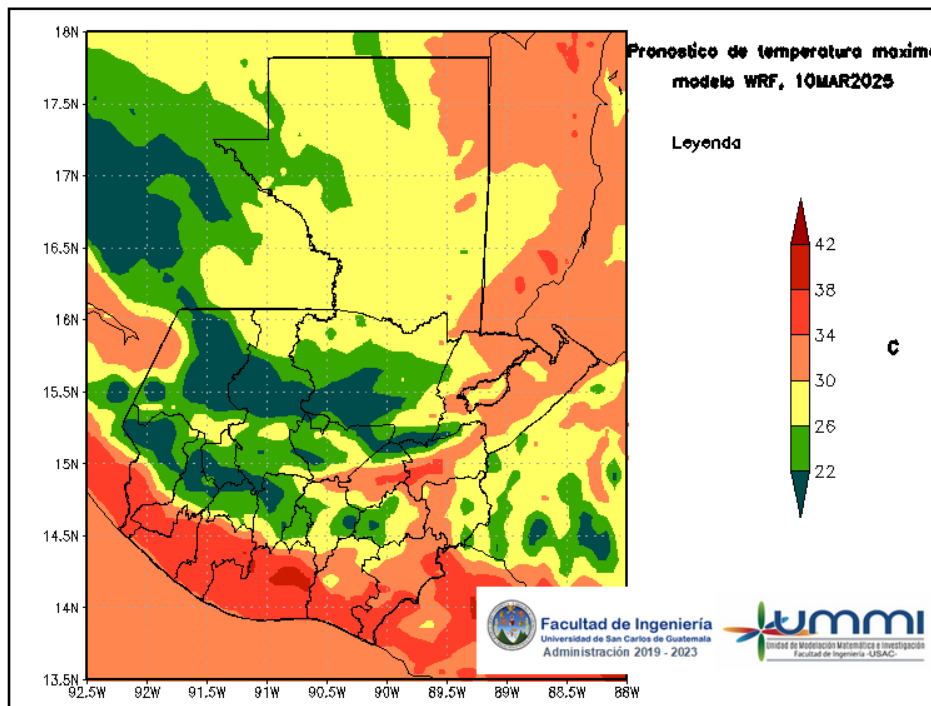 Pronostico de temperatura maxima
modelo WRF, 10MAR2025
Leyenda
42
38
34
30
26
22
C
18N
17.5N
17N
16.5N
16N
15.5N
15N
14.5N
14N
13.5N
92.5W 92W 91.5W 91W 90.5W 90W 89.5W 89W 88.5W 88W
Facultad de Ingeniería
Universidad de San Carlos de Guatemala
Administración 2019 - 2023
UMMI
Unidad de Modelación Matemática e Investigación
Facultad de Ingeniería -USAC-